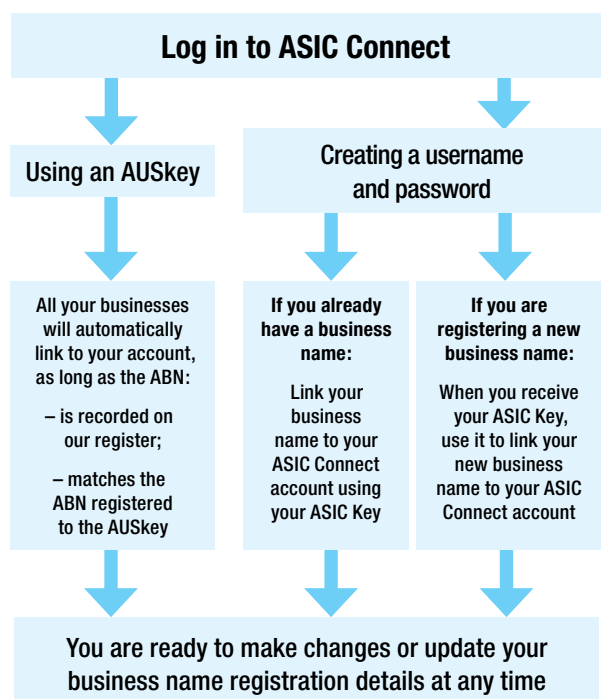 Log in to ASIC Connect
Using an AUSkey
Creating a username
and password
All your businesses
will automatically
link to your account,
as long as the ABN:
– is recorded on
our register;
– matches the
ABN registered
to the AUSkey
If you already
have a business
name:
Link your
business
name to your
ASIC Connect
account using
your ASIC Key
If you are
registering a new
business name:
When you receive
your ASIC Key,
use it to link your
new business
name to your ASIC
Connect account
You are ready to make changes or update your
business name registration details at any time